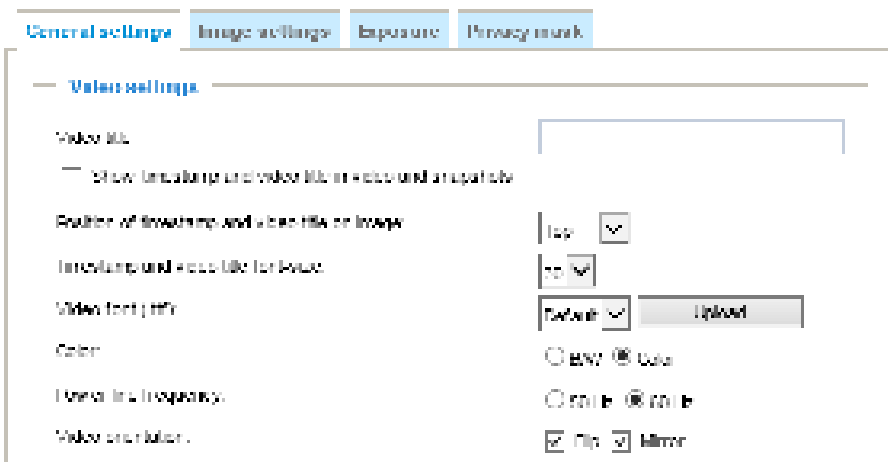 General settings Image settings Exposure Privacy mask
Video settings
Video title
Show timestamp and video title in video and snapshots
Position of timestamp and video title on image:
Timestamp and video title font size:
Video font (.ttf):
Default Upload
Color:
B/W Color
Power line frequency:
50 Hz 60 Hz
Video orientation:
Flip Mirror
Top